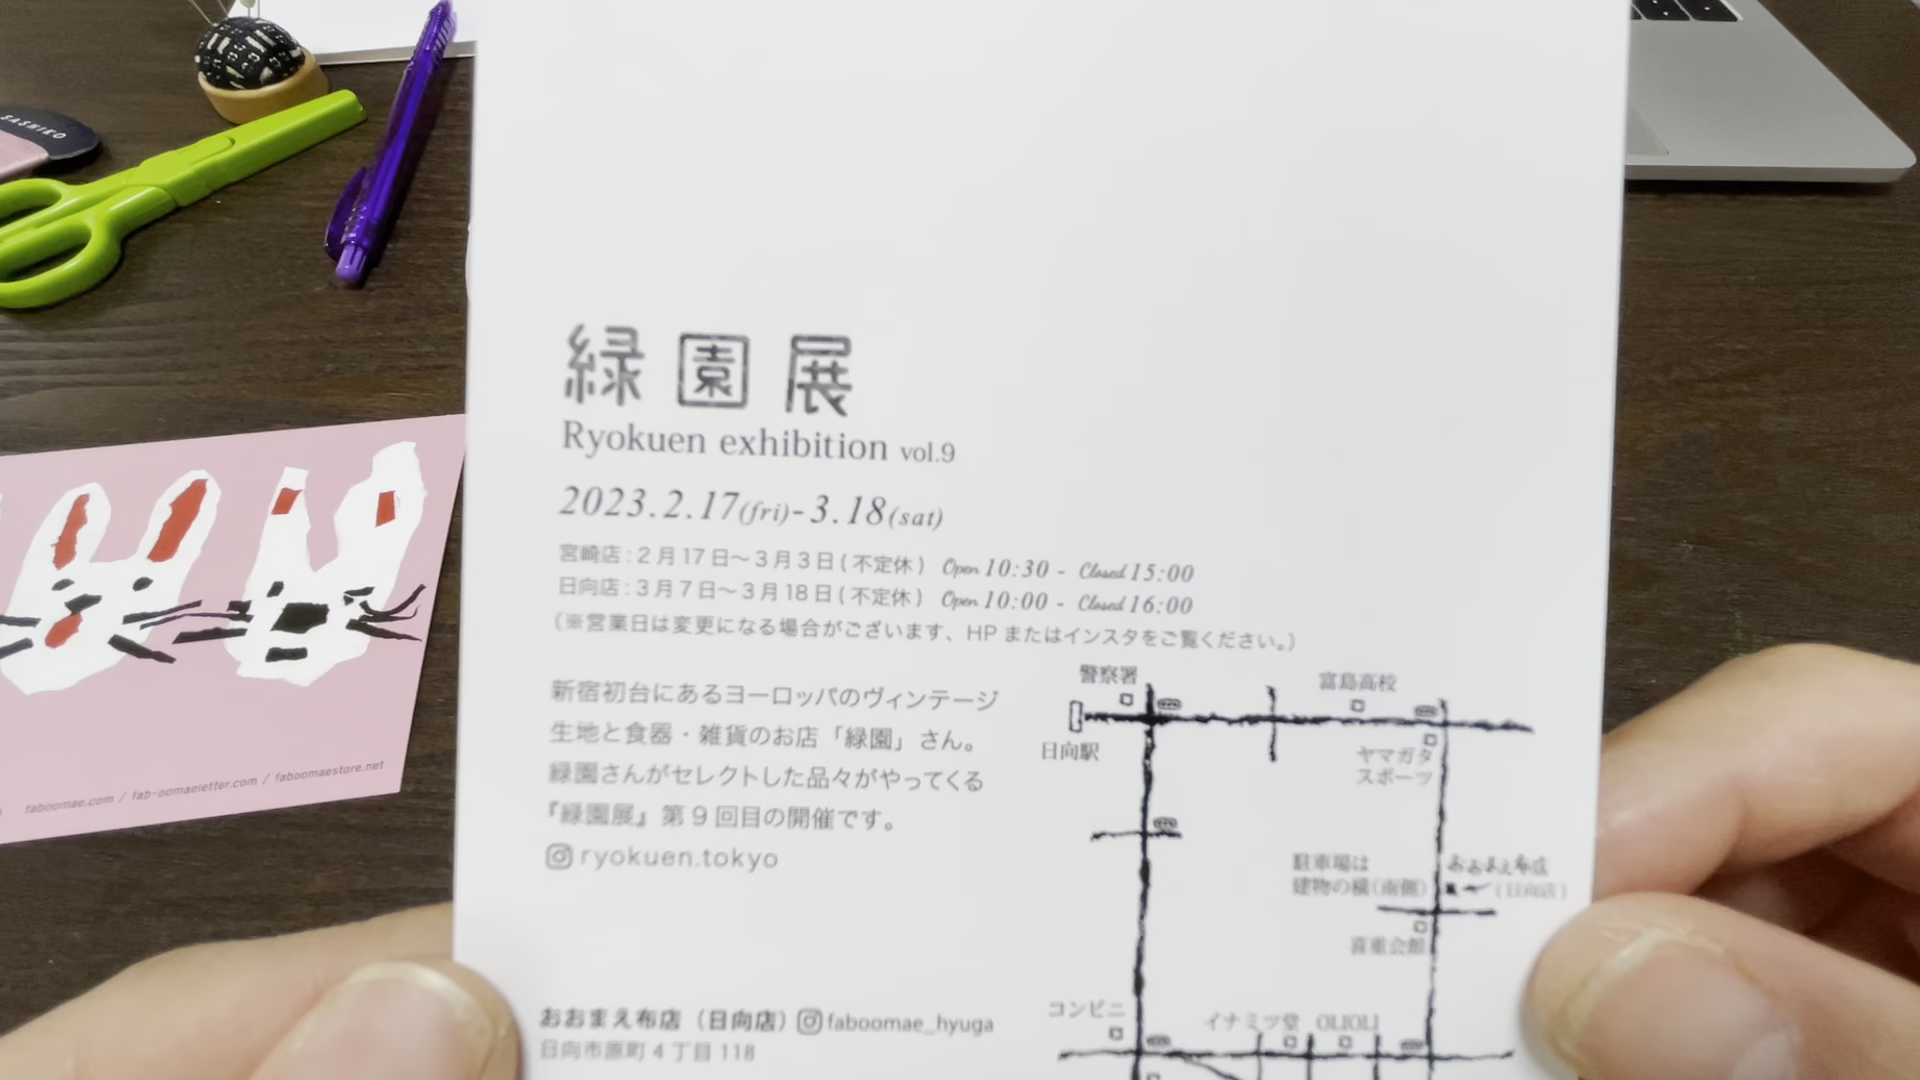 SASHIKO
緑園展
Ryokuen exhibition vol.9
2023.2.17(fri)-3.18(sat)
宮崎店 : 2月17日〜3月3日(不定休) Open 10:30 - Closed 15:00
日向店 : 3月7日〜3月18日(不定休) Open 10:00 - Closed 16:00
(※営業日は変更になる場合がございます、HPまたはインスタをご覧ください。)
新宿初台にあるヨーロッパのヴィンテージ
生地と食器・雑貨のお店「緑園」さん。
緑園さんがセレクトした品々がやってくる
『緑園展』第9回目の開催です。
ryokuen.tokyo
警察署
富島高校
日向駅
ヤマガタ
スポーツ
駐車場は
建物の横(南側)
おおまえ布店
(日向店)
喜重会館
コンビニ
イナミツ堂
OLIOLI
おおまえ布店(日向店) faboomae_hyuga
日向市原町4丁目118
faboomae.com / fab-oomaeletter.com / faboomaestore.net